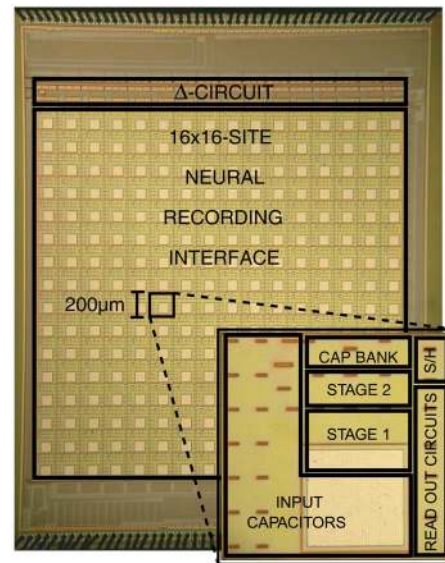 Δ-CIRCUIT
16x16-SITE
NEURAL
RECORDING
INTERFACE
200μm
CAP BANK
S/H
STAGE 2
STAGE 1
READ OUT CIRCUITS
INPUT
CAPACITORS